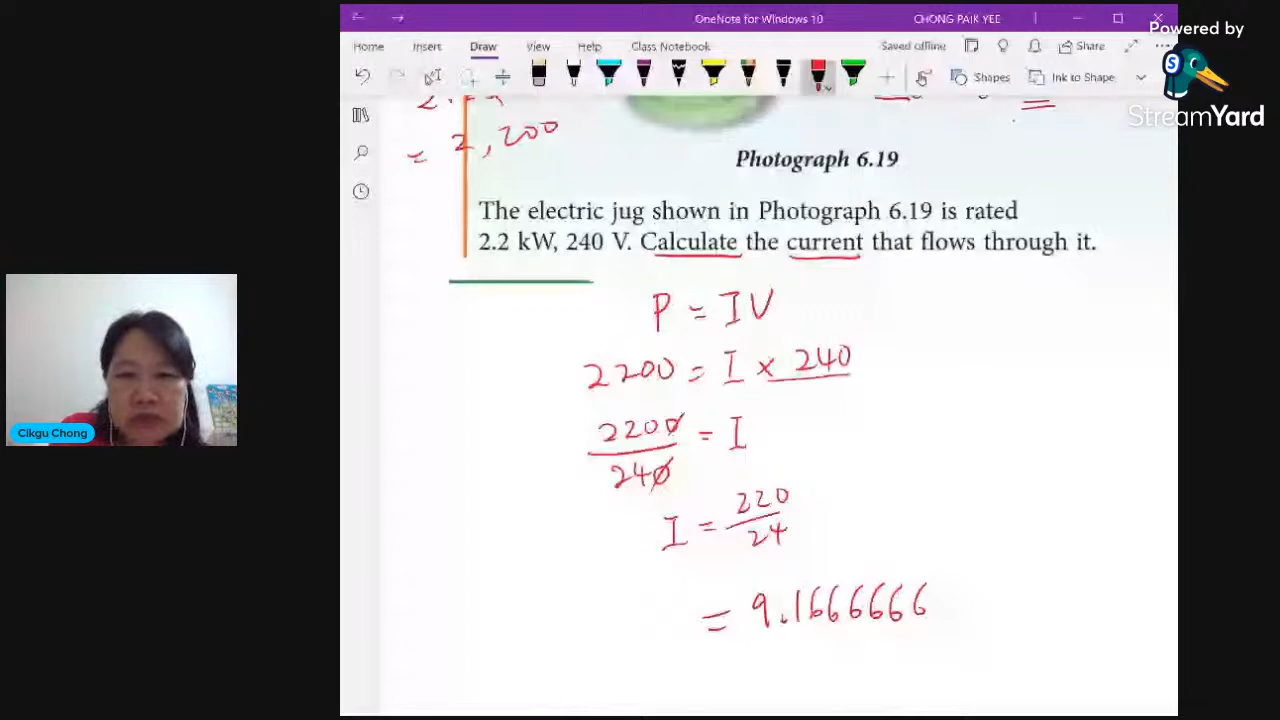 OneNote for Windows 10
CHONG PAIK YEE
Powered by
StreamYard
Home Insert Draw View Help Class Notebook
Saved offline
Share
Shapes
Ink to Shape
= 2,200
Photograph 6.19
The electric jug shown in Photograph 6.19 is rated
2.2 kW, 240 V. Calculate the current that flows through it.
P = IV
2200 = I × 240
2200/240 = I
I = 220/24
= 9.1666666
Cikgu Chong